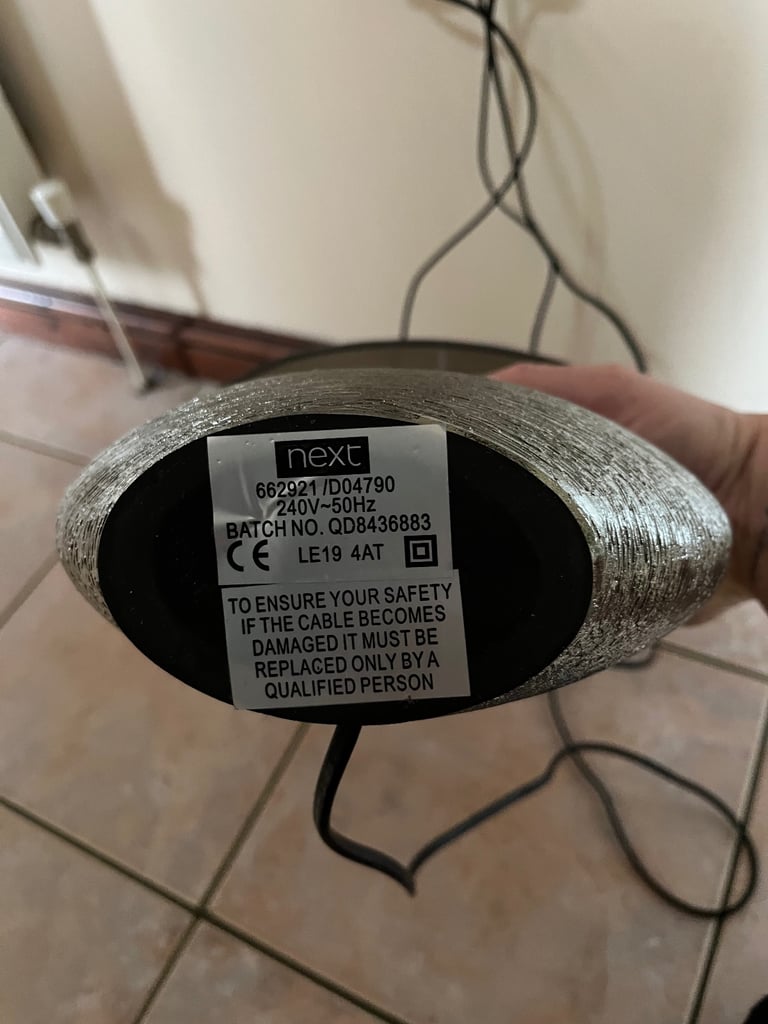 next
662921/D04790
240V~50Hz
BATCH NO. QD8436883
CE LE19 4AT
TO ENSURE YOUR SAFETY
IF THE CABLE BECOMES
DAMAGED IT MUST BE
REPLACED ONLY BY A
QUALIFIED PERSON